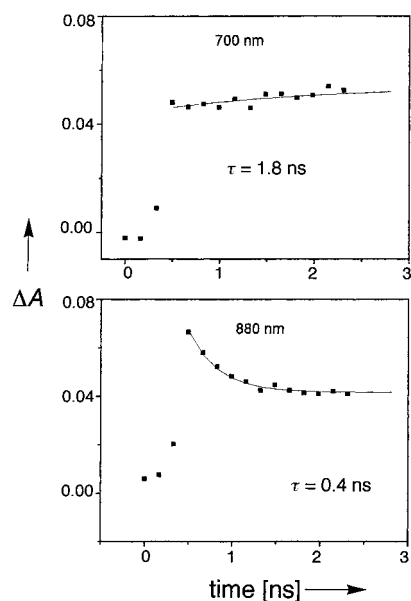 0.08
700 nm
0.04
τ = 1.8 ns
0.00
0 1 2 3
ΔA
0.08
880 nm
0.04
τ = 0.4 ns
0.00
0 1 2 3
time [ns]